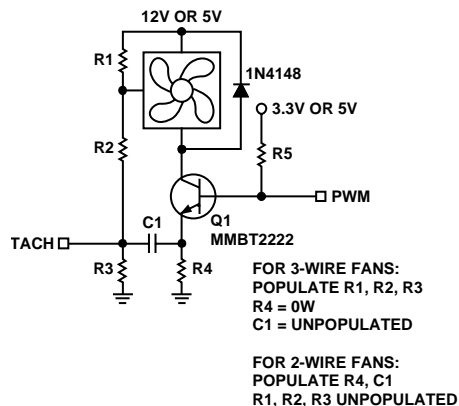 12V OR 5V
R1
1N4148
3.3V OR 5V
R2
R5
PWM
Q1
MMBT2222
C1
TACH
R3
R4
FOR 3-WIRE FANS:
POPULATE R1, R2, R3
R4 = 0W
C1 = UNPOPULATED
FOR 2-WIRE FANS:
POPULATE R4, C1
R1, R2, R3 UNPOPULATED